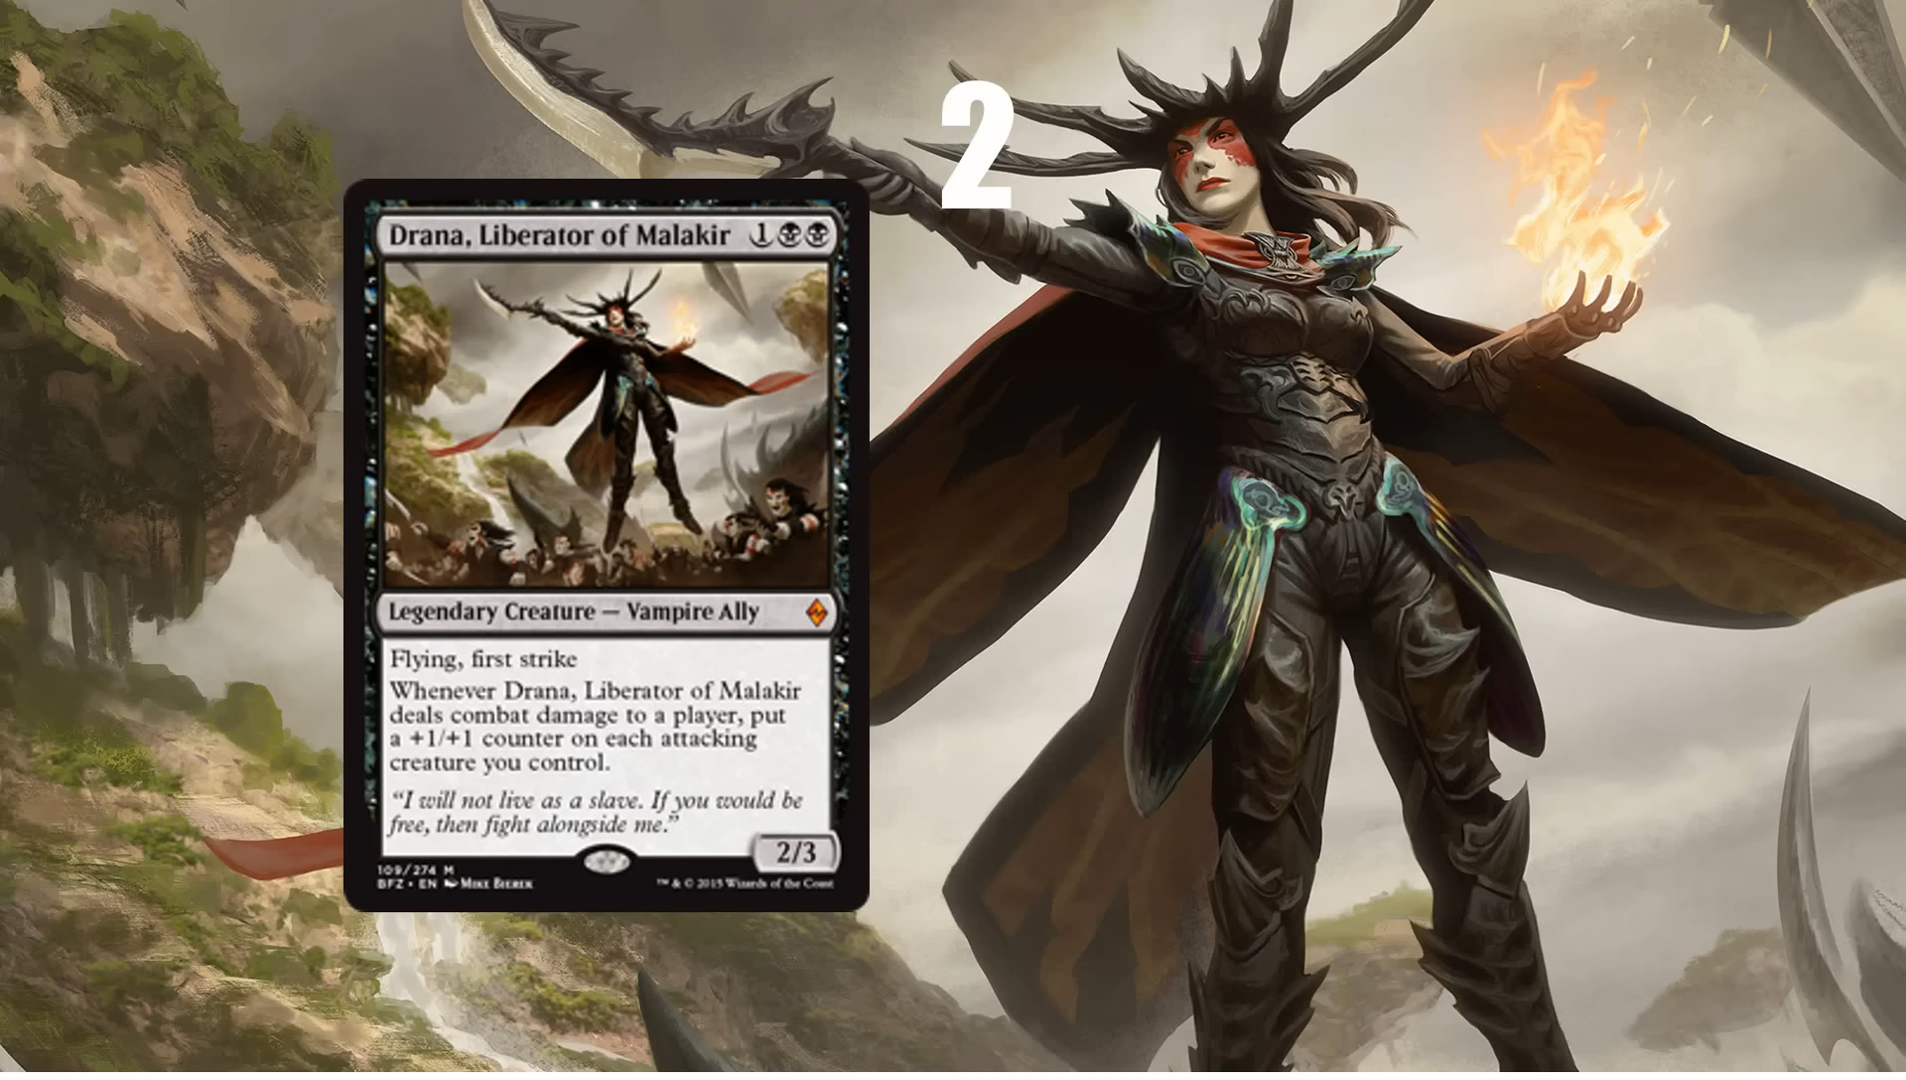 2
Drana, Liberator of Malakir 1
Legendary Creature — Vampire Ally
Flying, first strike
Whenever Drana, Liberator of Malakir
deals combat damage to a player, put
a +1/+1 counter on each attacking
creature you control.
“I will not live as a slave. If you would be
free, then fight alongside me.”
2/3
109/274 M
BFZ • EN Mike Bierek
™ & © 2015 Wizards of the Coast